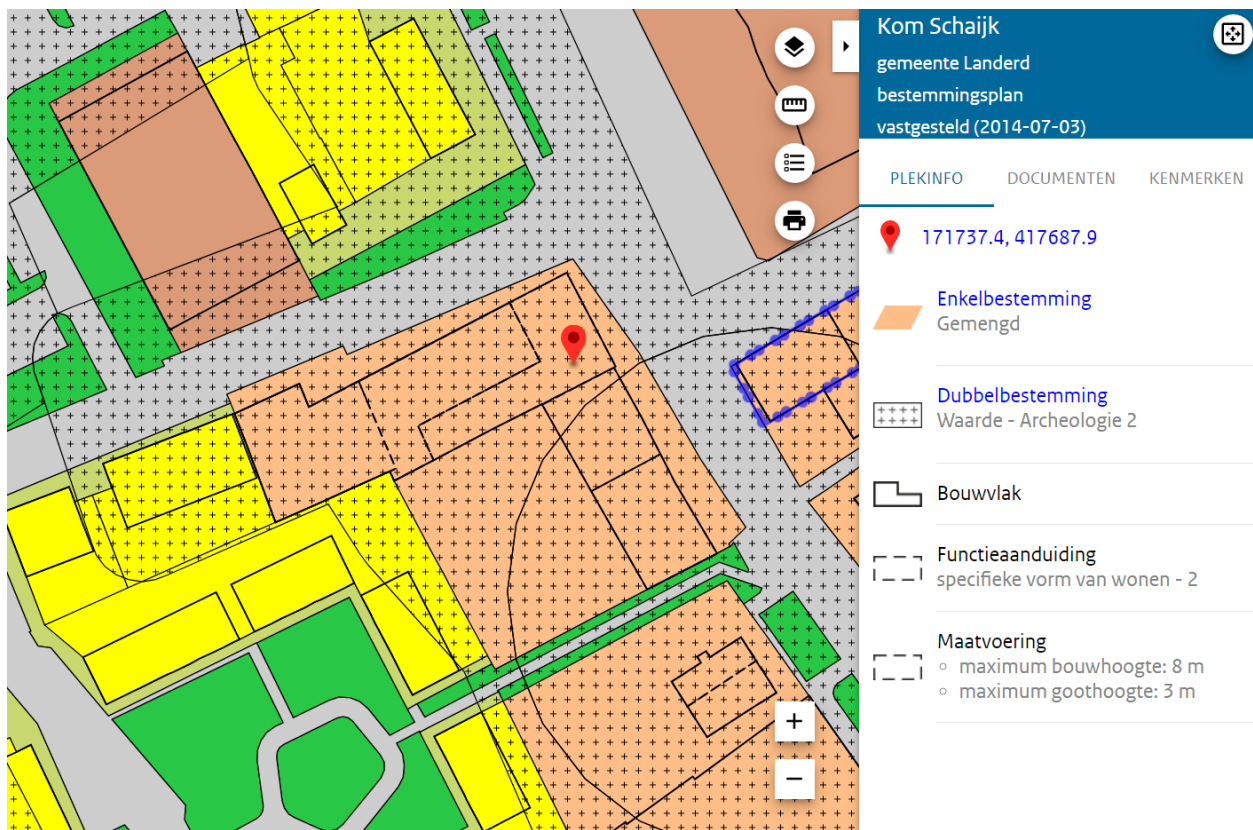 Kom Schaijk
gemeente Landerd
bestemmingsplan
vastgesteld (2014-07-03)
PLEKINFO DOCUMENTEN KENMERKEN
171737.4, 417687.9
Enkelbestemming
Gemengd
Dubbelbestemming
Waarde - Archeologie 2
Bouwvlak
Functieaanduiding
specifieke vorm van wonen - 2
Maatvoering
maximum bouwhoogte: 8 m
maximum goothoogte: 3 m
+
−